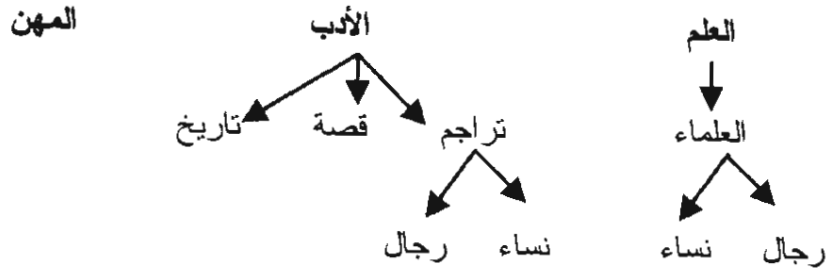 العلم الأدب المهن
العلماء تراجم قصة تاريخ
رجال نساء نساء رجال